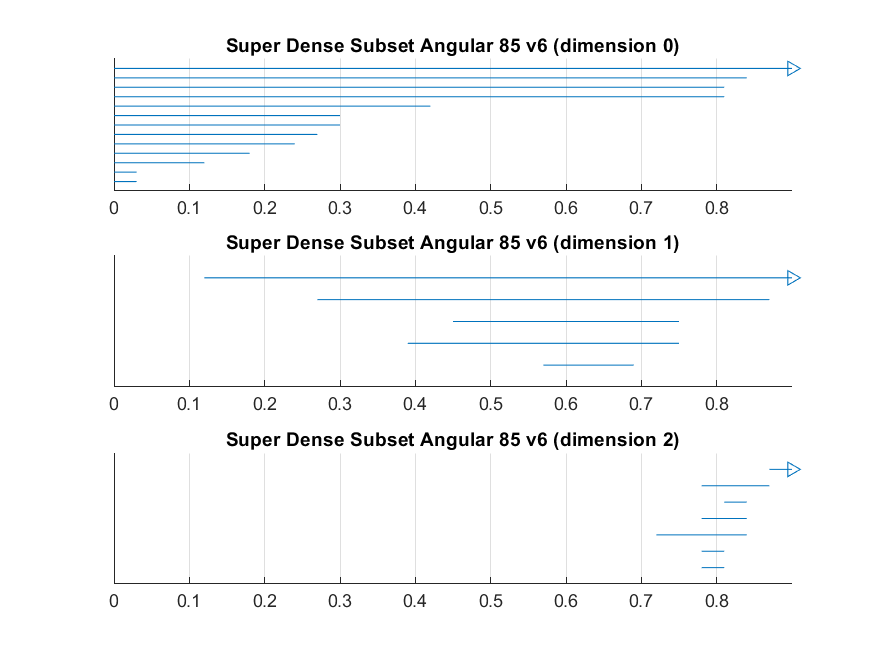 Super Dense Subset Angular 85 v6 (dimension 0)
0 0.1 0.2 0.3 0.4 0.5 0.6 0.7 0.8
Super Dense Subset Angular 85 v6 (dimension 1)
0 0.1 0.2 0.3 0.4 0.5 0.6 0.7 0.8
Super Dense Subset Angular 85 v6 (dimension 2)
0 0.1 0.2 0.3 0.4 0.5 0.6 0.7 0.8